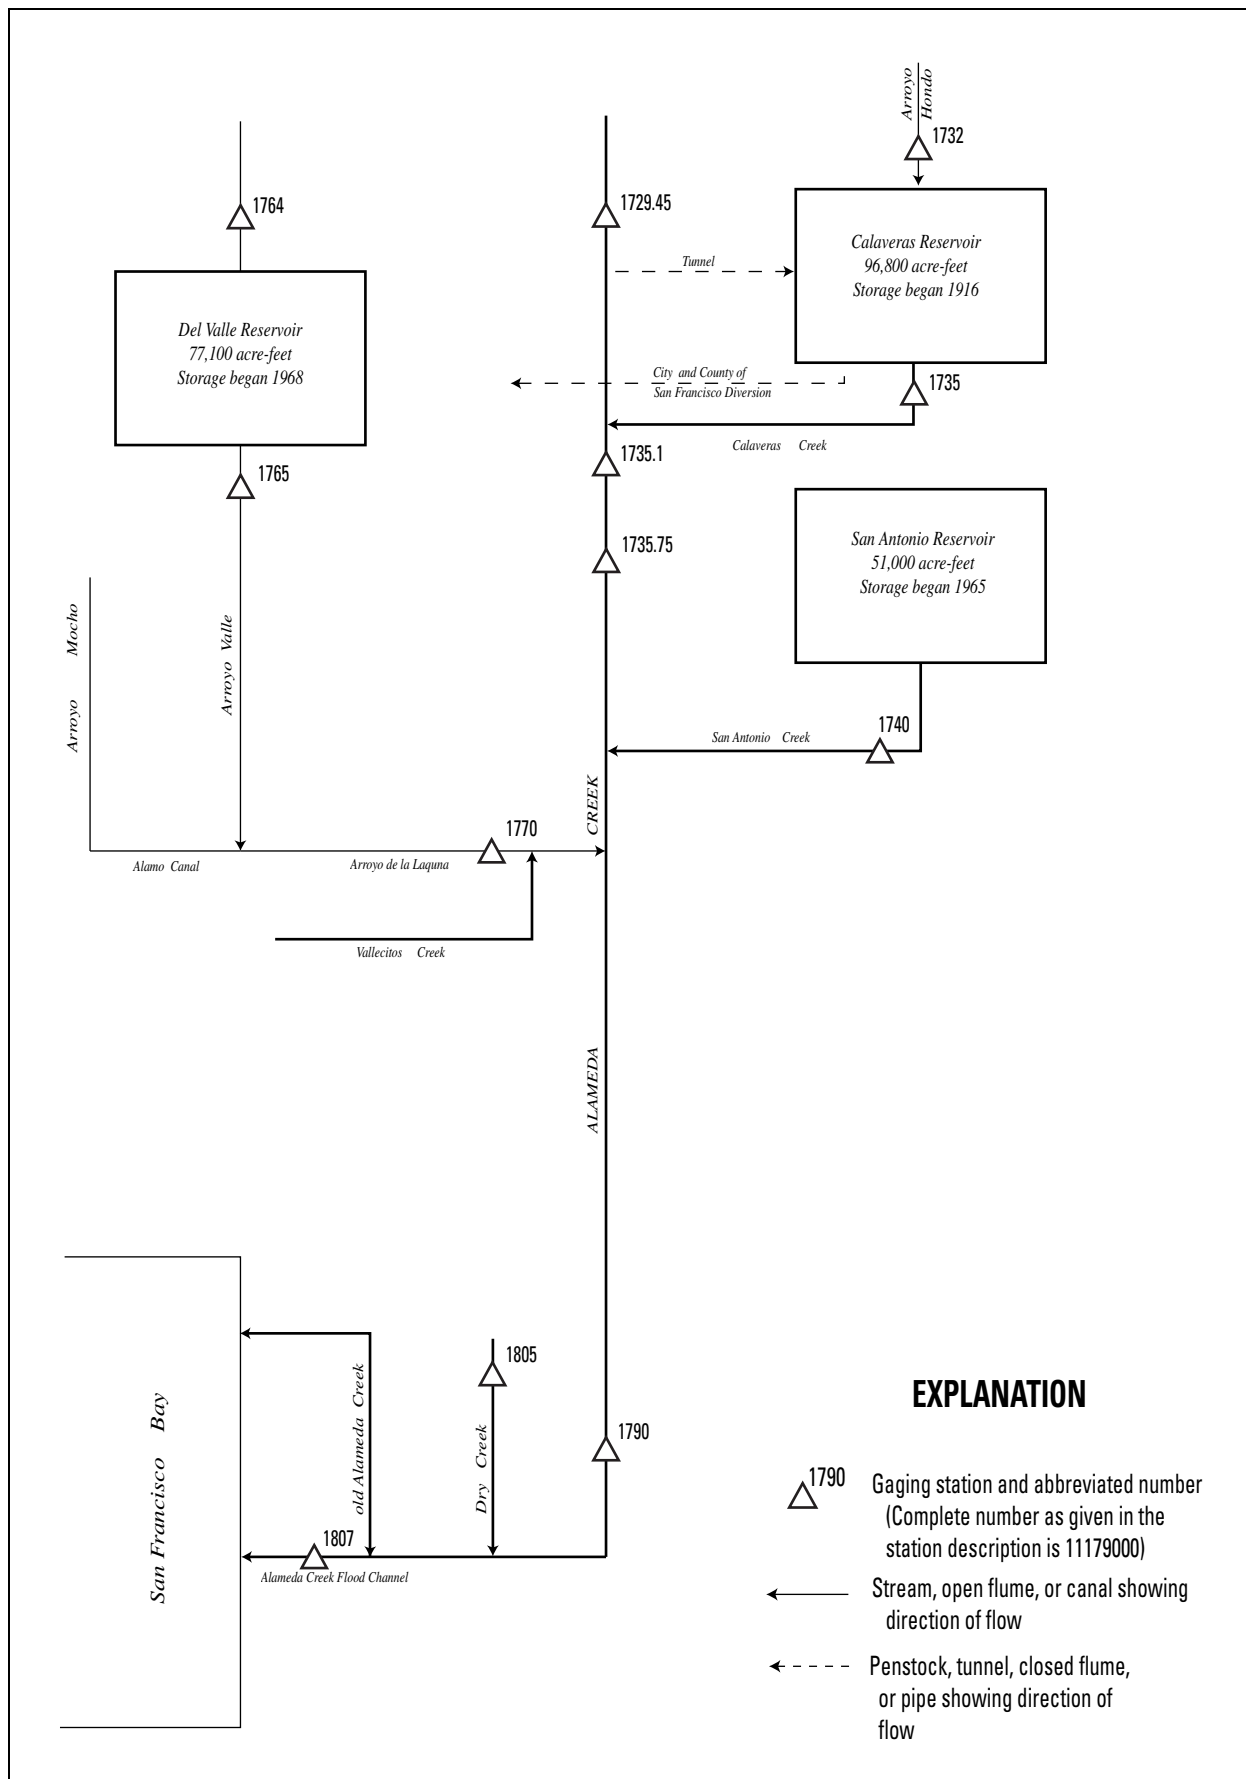 Arroyo
Hondo
1732
1764
1729.45
Calaveras Reservoir
96,800 acre-feet
Storage began 1916
Tunnel
Del Valle Reservoir
77,100 acre-feet
Storage began 1968
City and County of
San Francisco Diversion
1735
Calaveras Creek
1735.1
1765
1735.75
San Antonio Reservoir
51,000 acre-feet
Storage began 1965
Arroyo Mocho
Arroyo Valle
1740
San Antonio Creek
CREEK
1770
Alamo Canal
Arroyo de la Laquna
Vallecitos Creek
ALAMEDA
San Francisco Bay
old Alameda Creek
1805
Dry Creek
1790
1807
Alameda Creek Flood Channel
EXPLANATION
1790
Gaging station and abbreviated number
(Complete number as given in the
station description is 11179000)
Stream, open flume, or canal showing
direction of flow
Penstock, tunnel, closed flume,
or pipe showing direction of
flow